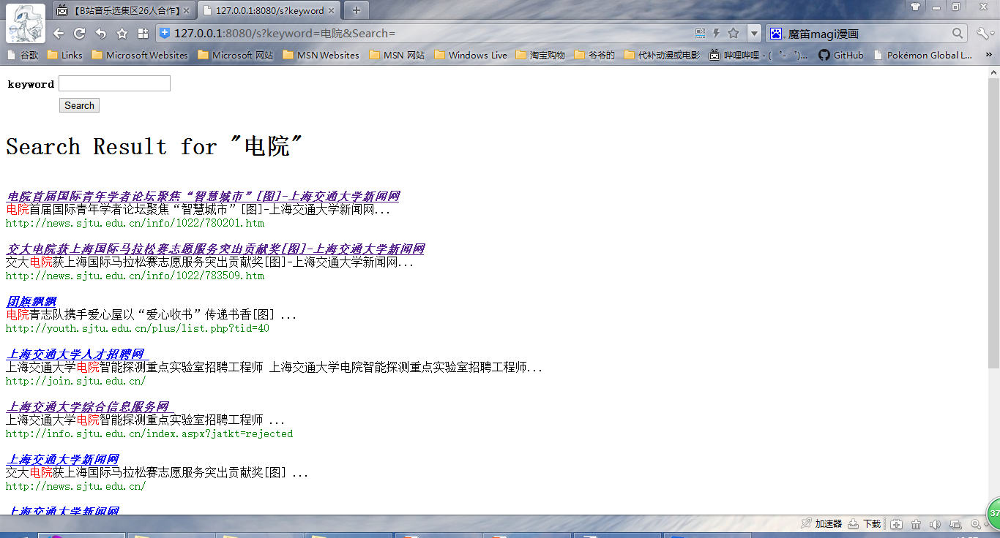 【B站音乐选集区26人合作】 127.0.0.1:8080/s?keyword
127.0.0.1:8080/s?keyword=电院&Search= 魔笛magi漫画
谷歌 Links Microsoft Websites Microsoft 网站 MSN Websites MSN 网站 Windows Live 淘宝购物 爷爷的 代补动漫或电影 哔哩哔哩 - ( ゜- ゜)... GitHub Pokémon Global L... »
keyword
Search
Search Result for "电院"
电院首届国际青年学者论坛聚焦“智慧城市”[图]-上海交通大学新闻网
电院首届国际青年学者论坛聚焦“智慧城市”[图]-上海交通大学新闻网...
http://news.sjtu.edu.cn/info/1022/780201.htm
交大电院获上海国际马拉松赛志愿服务突出贡献奖[图]-上海交通大学新闻网
交大电院获上海国际马拉松赛志愿服务突出贡献奖[图]-上海交通大学新闻网...
http://news.sjtu.edu.cn/info/1022/783509.htm
团旗飘飘
电院青志队携手爱心屋以“爱心收书”传递书香[图] ...
http://youth.sjtu.edu.cn/plus/list.php?tid=40
上海交通大学人才招聘网
上海交通大学电院智能探测重点实验室招聘工程师 上海交通大学电院智能探测重点实验室招聘工程师...
http://join.sjtu.edu.cn/
上海交通大学综合信息服务网
上海交通大学电院智能探测重点实验室招聘工程师 ...
http://info.sjtu.edu.cn/index.aspx?jatkt=rejected
上海交通大学新闻网
交大电院获上海国际马拉松赛志愿服务突出贡献奖[图] ...
http://news.sjtu.edu.cn/
上海交通大学新闻网
37
加速器 下载